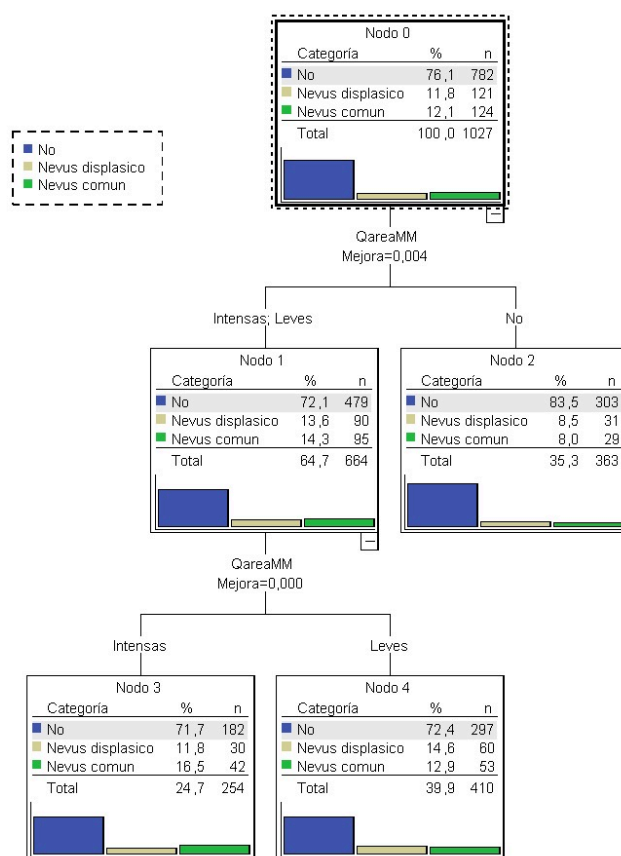 Nodo 0
Categoría % n
No 76,1 782
Nevus displasico 11,8 121
Nevus comun 12,1 124
Total 100,0 1027
No
Nevus displasico
Nevus comun
QareaMM
Mejora=0,004
Intensas; Leves No
Nodo 1
Categoría % n
No 72,1 479
Nevus displasico 13,6 90
Nevus comun 14,3 95
Total 64,7 664
Nodo 2
Categoría % n
No 83,5 303
Nevus displasico 8,5 31
Nevus comun 8,0 29
Total 35,3 363
QareaMM
Mejora=0,000
Intensas Leves
Nodo 3
Categoría % n
No 71,7 182
Nevus displasico 11,8 30
Nevus comun 16,5 42
Total 24,7 254
Nodo 4
Categoría % n
No 72,4 297
Nevus displasico 14,6 60
Nevus comun 12,9 53
Total 39,9 410